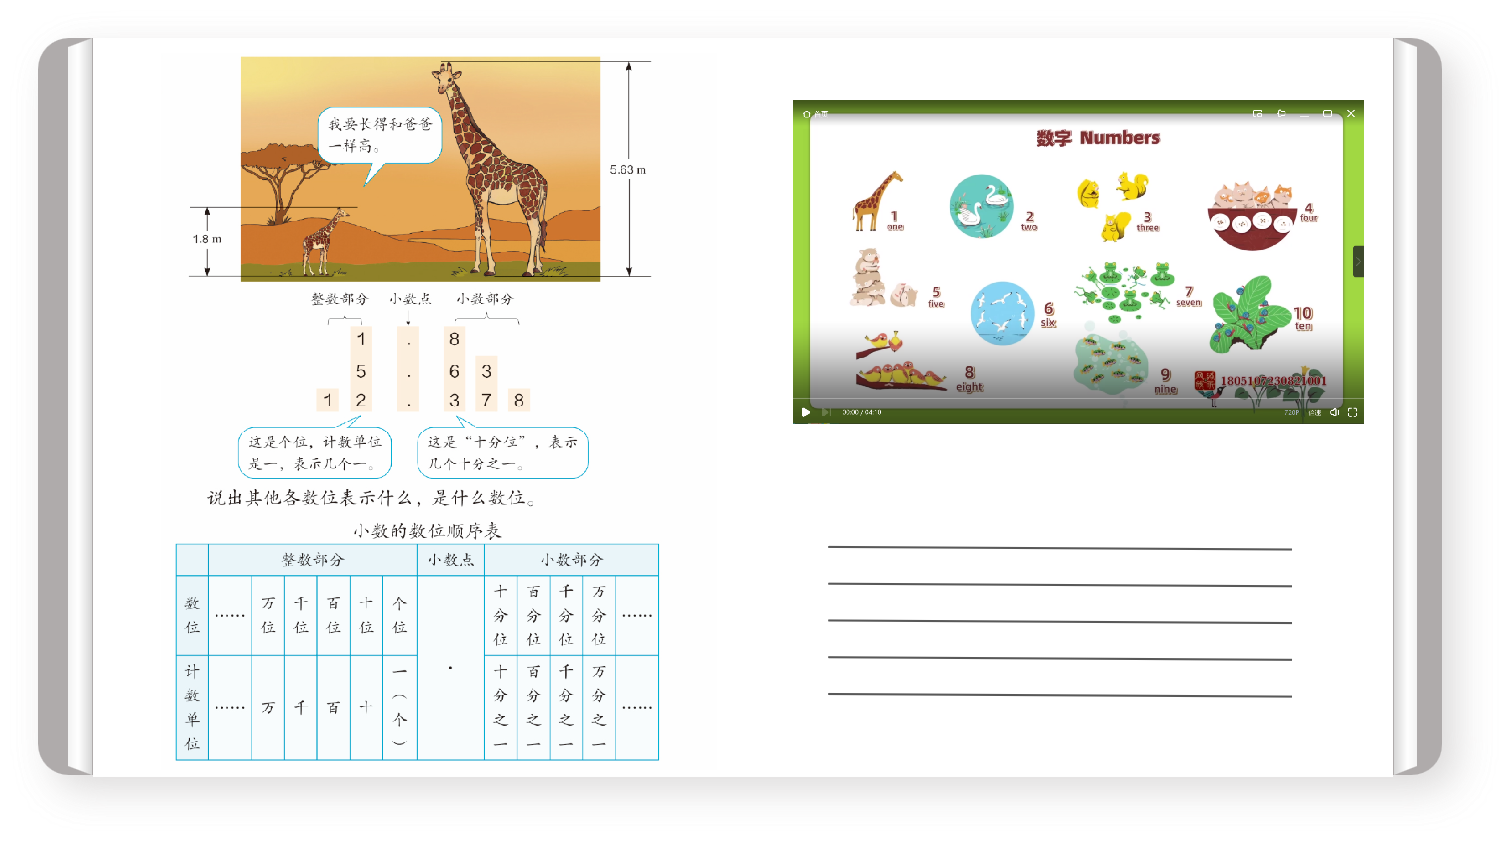 我要长得和爸爸
一样高。
5.63 m
1.8 m
整数部分 小数点 小数部分
1 . 8
5 . 6 3
1 2 . 3 7 8
这是个位，计数单位
是一，表示几个一。
这是“十分位”，表示
几个十分之一。
说出其他各数位表示什么，是什么数位。
小数的数位顺序表
整数部分 小数点 小数部分
数位 …… 万位 千位 百位 十位 个位 . 十分位 百分位 千分位 万分位 ……
计数单位 …… 万 千 百 十 一（个） 十分之一 百分之一 千分之一 万分之一 ……
数字 Numbers
1
one
2
two
3
three
4
four
5
five
6
six
7
seven
8
eight
9
nine
10
ten
1805107230821001
00:00 / 04:10
720P 倍速